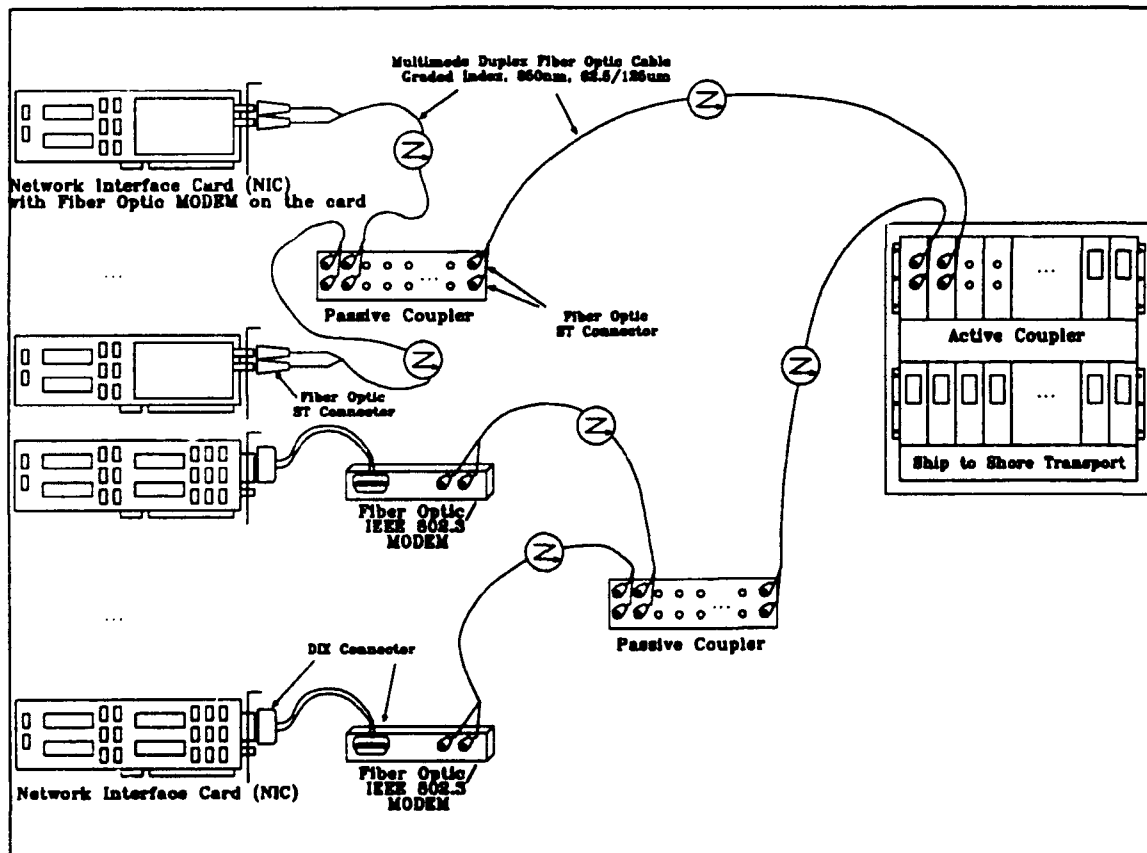 Multimode Duplex Fiber Optic Cable
Graded index, 850nm, 62.5/125um
N
N
Network Interface Card (NIC)
with Fiber Optic MODEM on the card
...
...
Passive Coupler
Fiber Optic
ST Connector
...
Active Coupler
N
N
Fiber Optic
ST Connector
...
Ship to Shore Transport
N
Fiber Optic
IEEE 802.3
MODEM
N
...
Passive Coupler
...
DIX Connector
Fiber Optic
IEEE 802.3
MODEM
Network Interface Card (NIC)